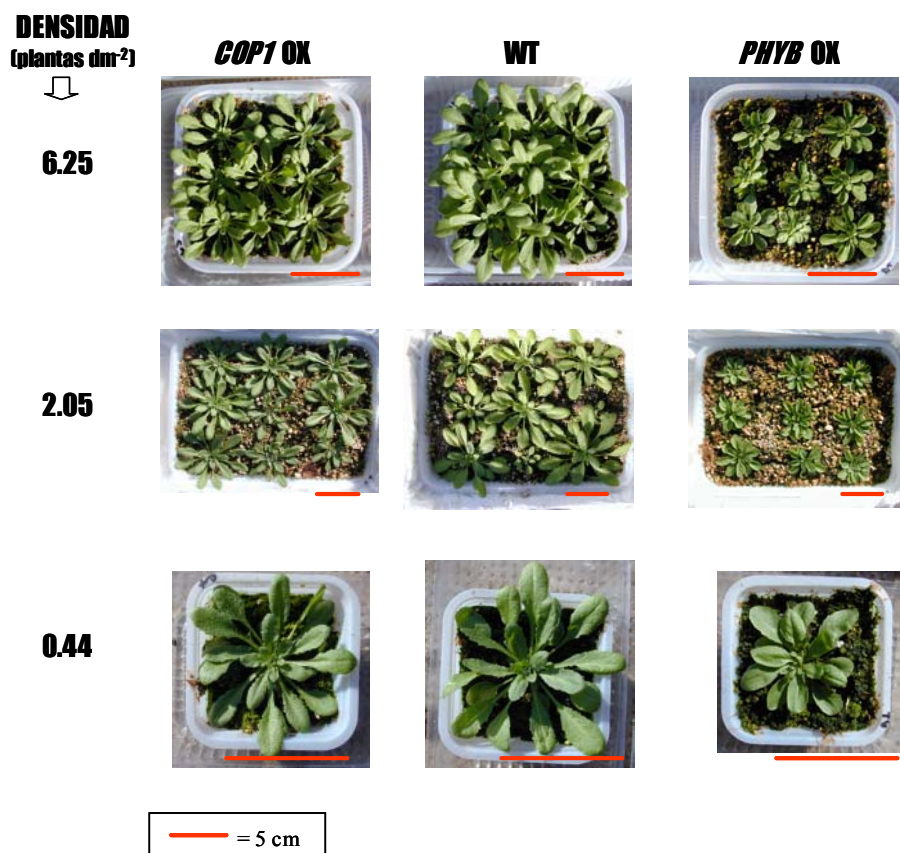 DENSIDAD
(plantas dm-2)
COP1 OX WT PHYB OX
6.25
2.05
0.44
= 5 cm